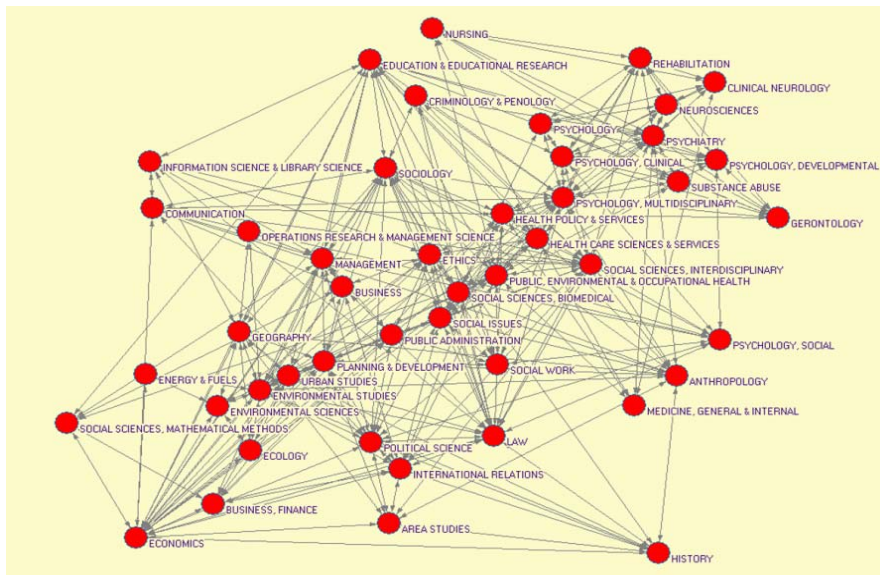 NURSING
EDUCATION & EDUCATIONAL RESEARCH
REHABILITATION
CLINICAL NEUROLOGY
CRIMINOLOGY & PENOLOGY
NEUROSCIENCES
PSYCHOLOGY
PSYCHIATRY
INFORMATION SCIENCE & LIBRARY SCIENCE
SOCIOLOGY
PSYCHOLOGY, CLINICAL
PSYCHOLOGY, DEVELOPMENTAL
SUBSTANCE ABUSE
COMMUNICATION
PSYCHOLOGY, MULTIDISCIPLINARY
HEALTH POLICY & SERVICES
GERONTOLOGY
OPERATIONS RESEARCH & MANAGEMENT SCIENCE
HEALTH CARE SCIENCES & SERVICES
MANAGEMENT
ETHICS
SOCIAL SCIENCES, INTERDISCIPLINARY
PUBLIC, ENVIRONMENTAL & OCCUPATIONAL HEALTH
BUSINESS
SOCIAL SCIENCES, BIOMEDICAL
SOCIAL ISSUES
GEOGRAPHY
PUBLIC ADMINISTRATION
PSYCHOLOGY, SOCIAL
PLANNING & DEVELOPMENT
SOCIAL WORK
ENERGY & FUELS
URBAN STUDIES
ANTHROPOLOGY
ENVIRONMENTAL STUDIES
ENVIRONMENTAL SCIENCES
MEDICINE, GENERAL & INTERNAL
SOCIAL SCIENCES, MATHEMATICAL METHODS
POLITICAL SCIENCE
LAW
ECOLOGY
INTERNATIONAL RELATIONS
BUSINESS, FINANCE
AREA STUDIES
ECONOMICS
HISTORY